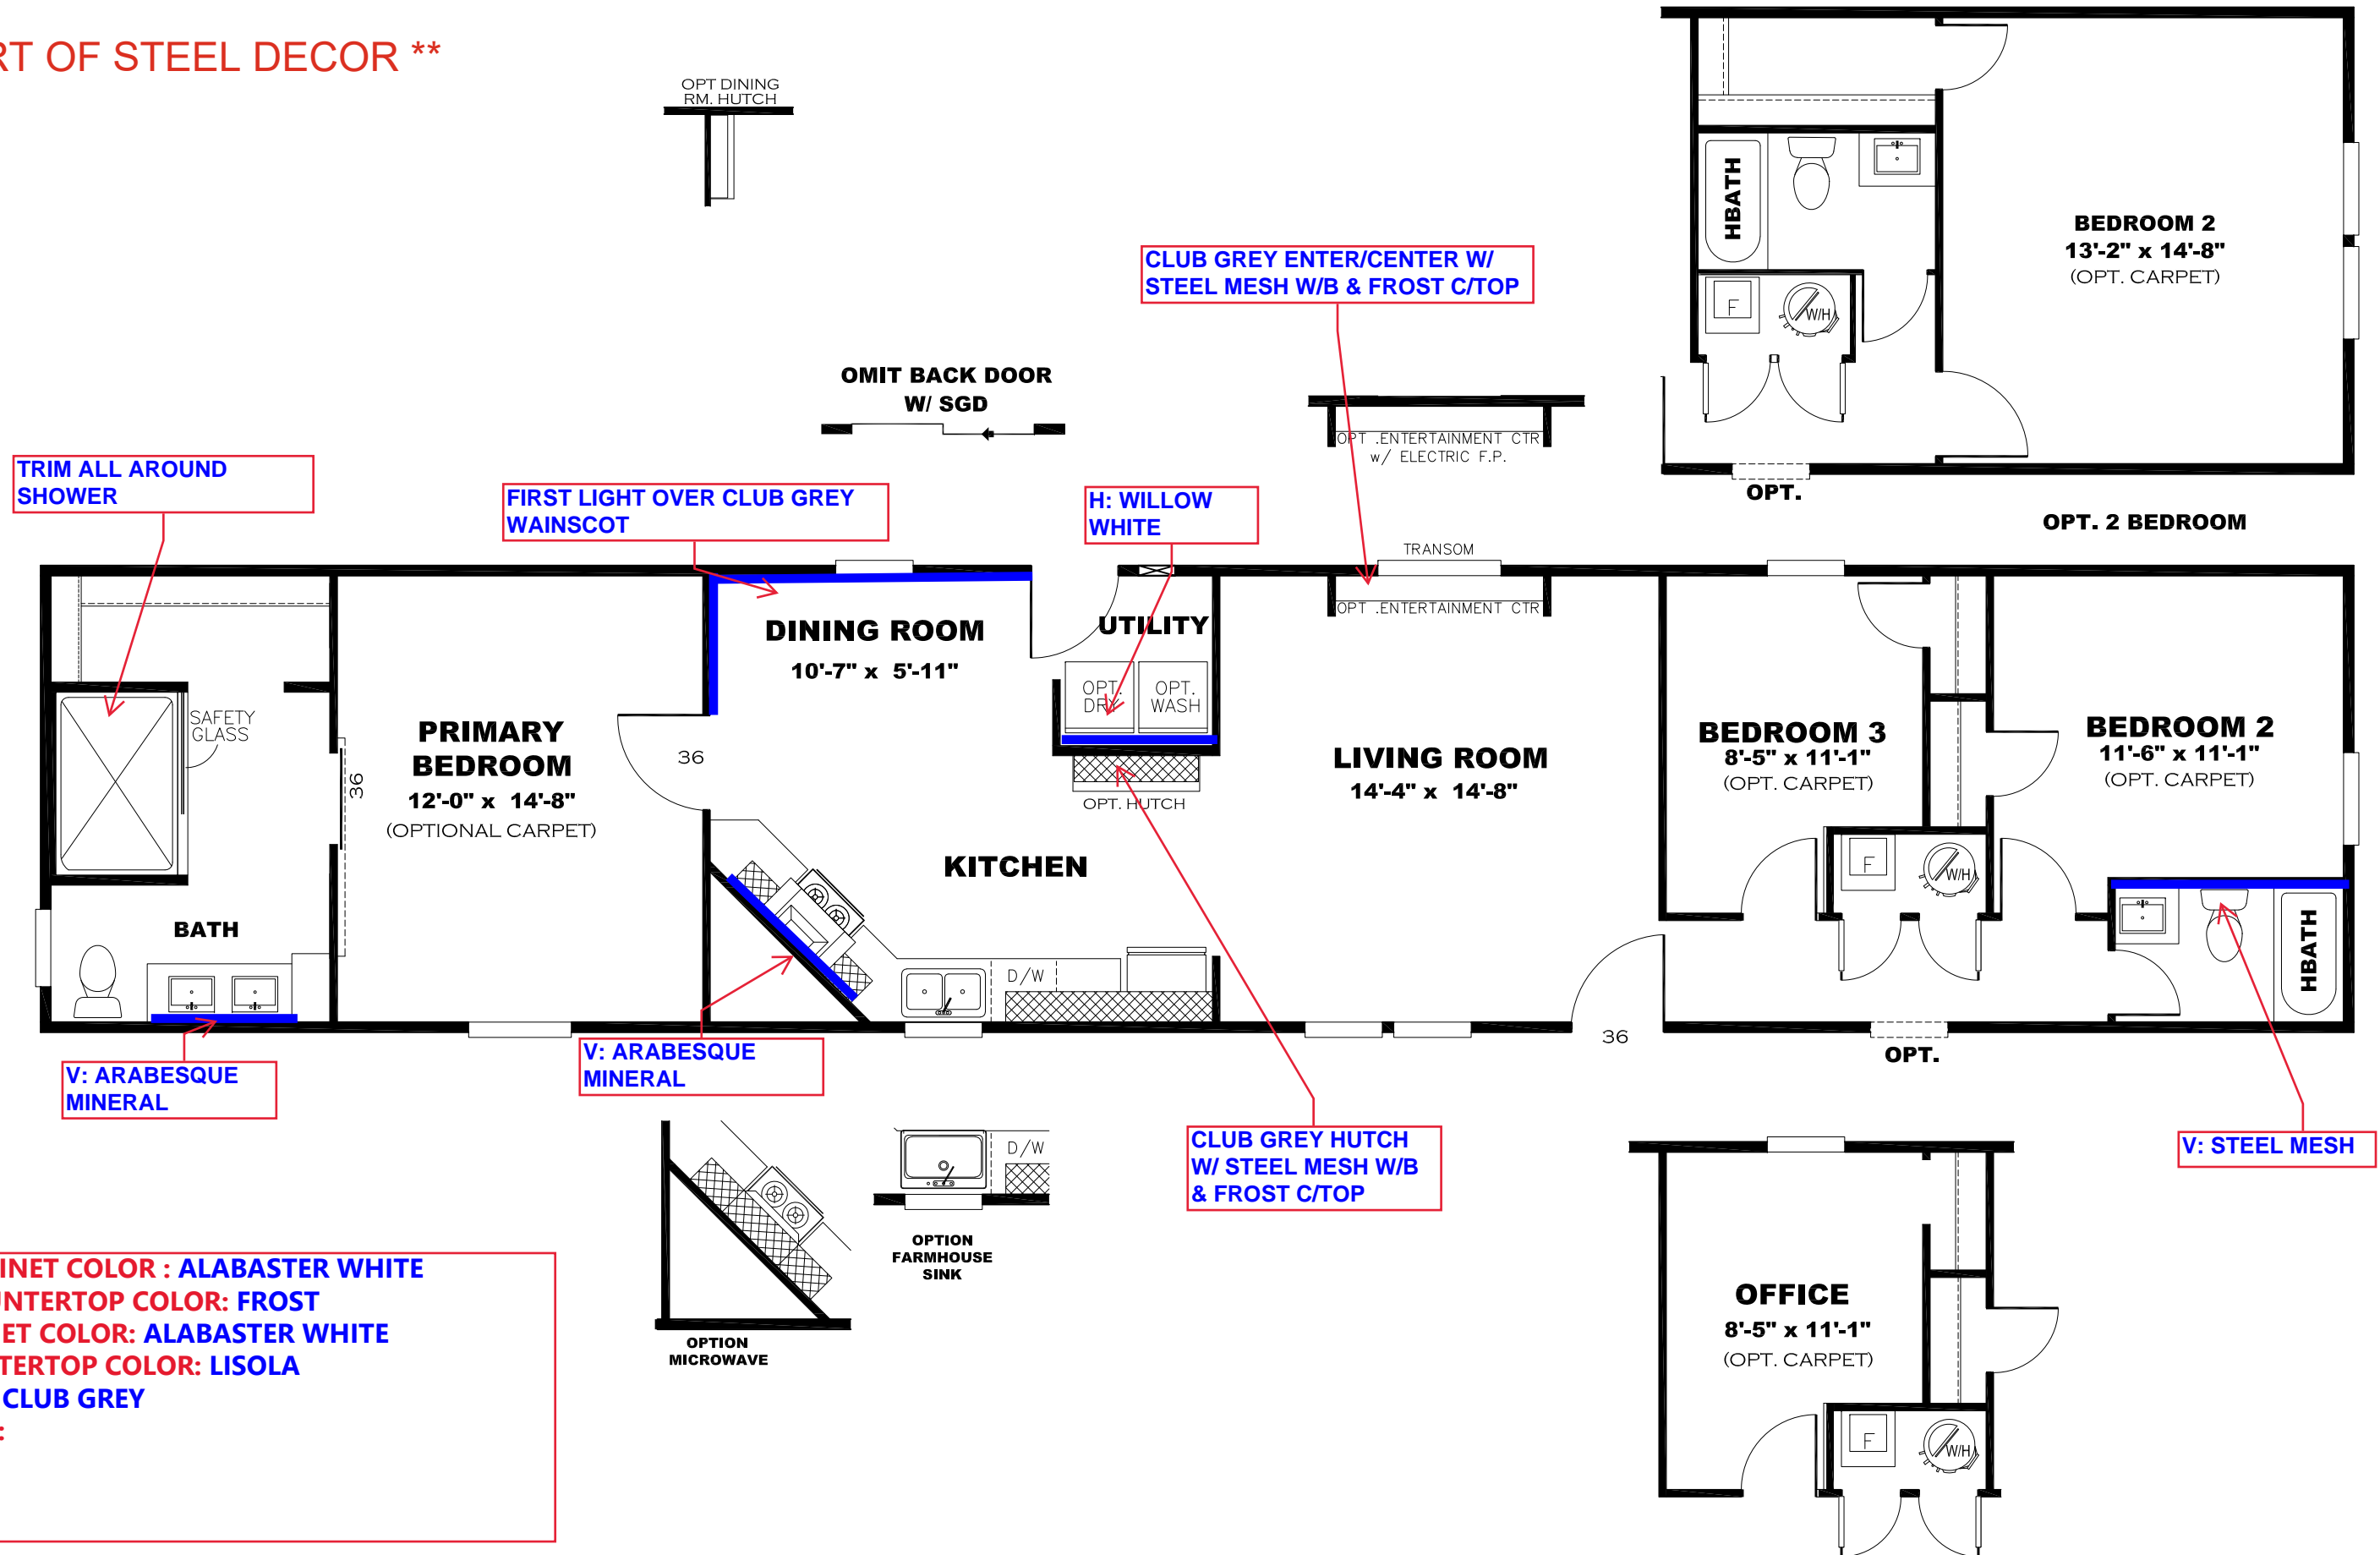 RT OF STEEL DECOR **
OPT DINING
RM. HUTCH
HBATH
F
W/H
BEDROOM 2
13'-2" x 14'-8"
(OPT. CARPET)
OPT.
OPT. 2 BEDROOM
CLUB GREY ENTER/CENTER W/
STEEL MESH W/B & FROST C/TOP
OMIT BACK DOOR
W/ SGD
OPT .ENTERTAINMENT CTR
w/ ELECTRIC F.P.
TRIM ALL AROUND
SHOWER
FIRST LIGHT OVER CLUB GREY
WAINSCOT
H: WILLOW
WHITE
TRANSOM
OPT .ENTERTAINMENT CTR
DINING ROOM
10'-7" x 5'-11"
UTILITY
OPT.
DRY
OPT.
WASH
SAFETY
GLASS
36
PRIMARY
BEDROOM
12'-0" x 14'-8"
(OPTIONAL CARPET)
36
OPT. HUTCH
LIVING ROOM
14'-4" x 14'-8"
BEDROOM 3
8'-5" x 11'-1"
(OPT. CARPET)
BEDROOM 2
11'-6" x 11'-1"
(OPT. CARPET)
KITCHEN
F
W/H
BATH
D/W
HBATH
36
OPT.
V: ARABESQUE
MINERAL
V: ARABESQUE
MINERAL
CLUB GREY HUTCH
W/ STEEL MESH W/B
& FROST C/TOP
V: STEEL MESH
D/W
OPTION
FARMHOUSE
SINK
OPTION
MICROWAVE
INET COLOR : ALABASTER WHITE
UNTERTOP COLOR: FROST
ET COLOR: ALABASTER WHITE
TERTOP COLOR: LISOLA
CLUB GREY
:
OFFICE
8'-5" x 11'-1"
(OPT. CARPET)
F
W/H